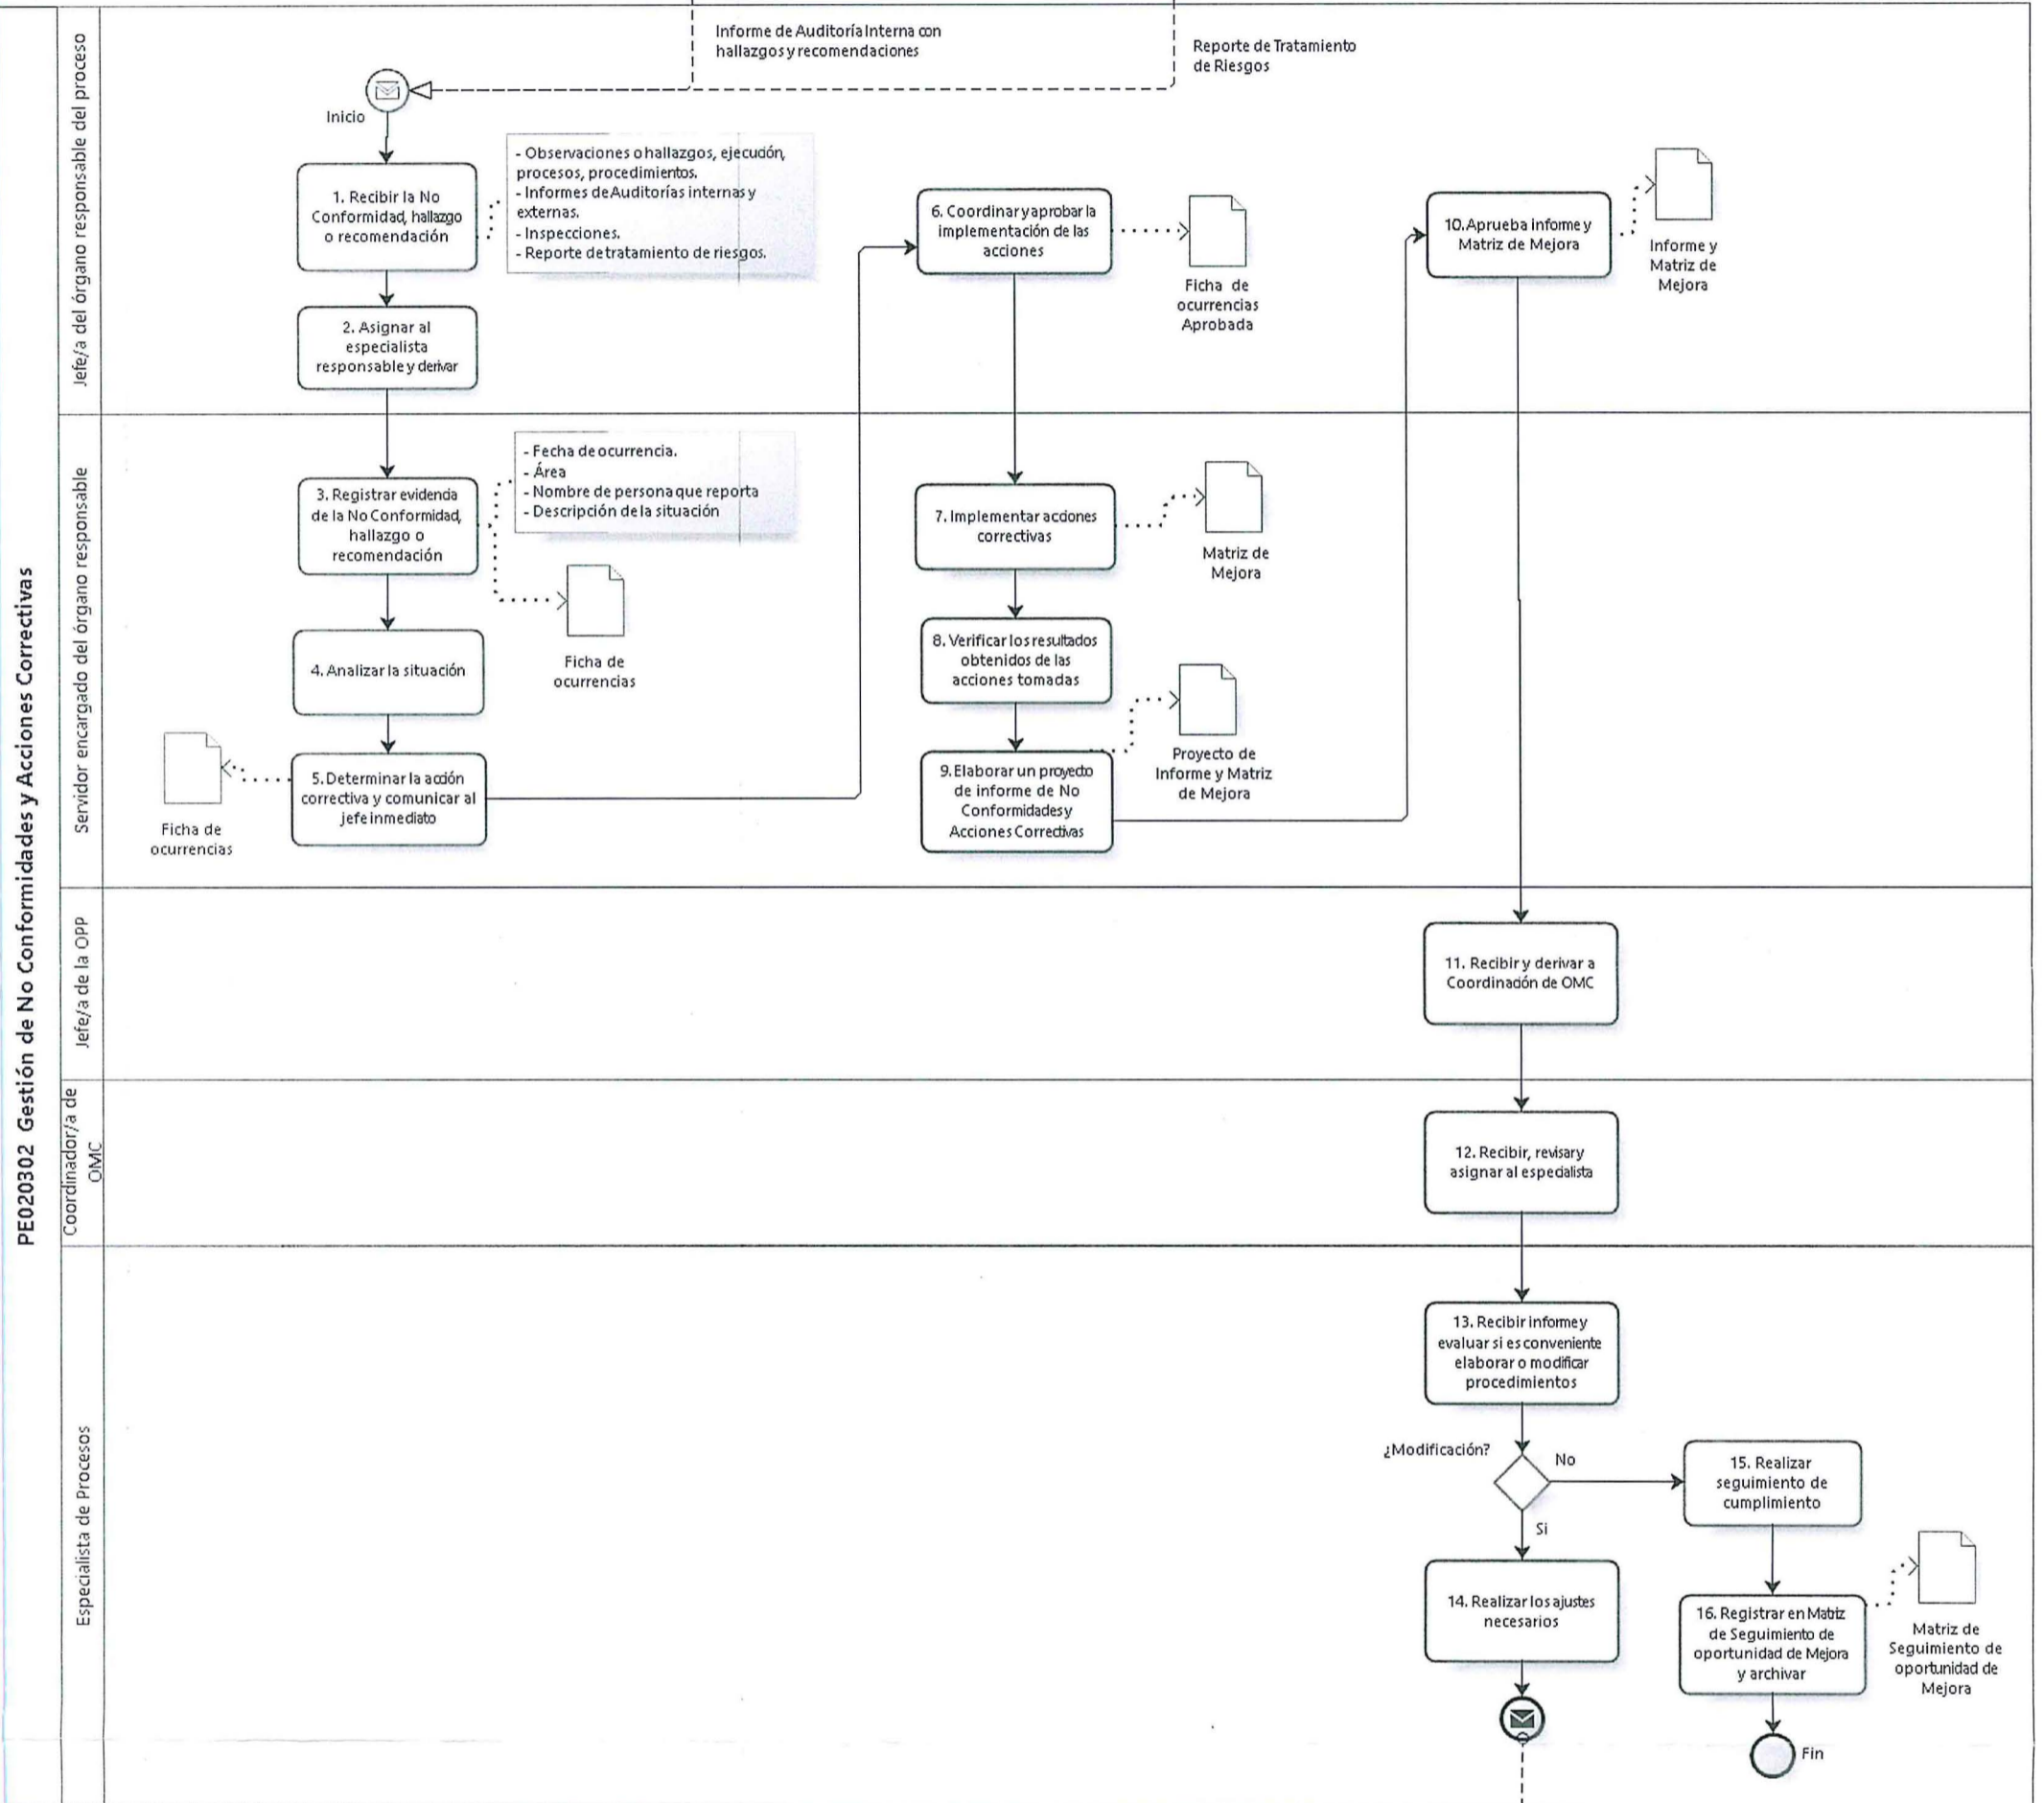 PE020302 Gestión de No Conformidades y Acciones Correctivas
Jefe/a del órgano responsable del proceso
Informe de Auditoría Interna con
hallazgos y recomendaciones
Reporte de Tratamiento
de Riesgos
Inicio
1. Recibir la No
Conformidad, hallazgo
o recomendación
- Observaciones o hallazgos, ejecución,
procesos, procedimientos.
- Informes de Auditorías internas y
externas.
- Inspecciones.
- Reporte de tratamiento de riesgos.
2. Asignar al
especialista
responsable y derivar
6. Coordinar y aprobar la
implementación de las
acciones
Ficha de
ocurrencias
Aprobada
10. Aprueba informe y
Matriz de Mejora
Informe y
Matriz de
Mejora
Servidor encargado del órgano responsable
3. Registrar evidencia
de la No Conformidad,
hallazgo o
recomendación
- Fecha de ocurrencia.
- Área
- Nombre de persona que reporta
- Descripción de la situación
Ficha de
ocurrencias
4. Analizar la situación
5. Determinar la acción
correctiva y comunicar al
jefe inmediato
Ficha de
ocurrencias
7. Implementar acciones
correctivas
Matriz de
Mejora
8. Verificar los resultados
obtenidos de las
acciones tomadas
9. Elaborar un proyecto
de informe de No
Conformidades y
Acciones Correctivas
Proyecto de
Informe y Matriz
de Mejora
Jefe/a de la OPP
11. Recibir y derivar a
Coordinación de OMC
Coordinador/a de
OMC
12. Recibir, revisar y
asignar al especialista
Especialista de Procesos
13. Recibir informe y
evaluar si es conveniente
elaborar o modificar
procedimientos
¿Modificación?
No
Si
14. Realizar los ajustes
necesarios
15. Realizar
seguimiento de
cumplimiento
16. Registrar en Matriz
de Seguimiento de
oportunidad de Mejora
y archivar
Matriz de
Seguimiento de
oportunidad de
Mejora
Fin